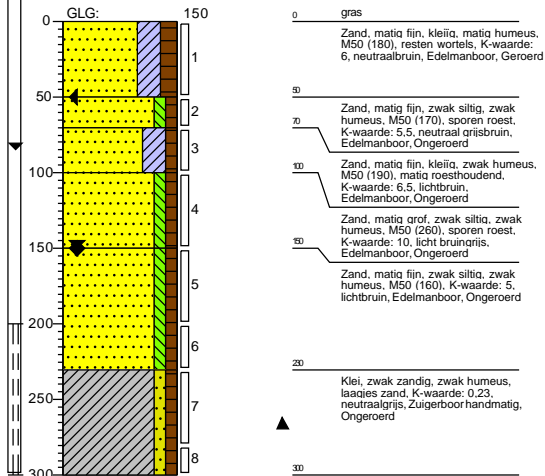 GLG: 150
0
50
100
150
200
250
300
1
2
3
4
5
6
7
8
0 gras
Zand, matig fijn, kleiïg, matig humeus,
M50 (180), resten wortels, K-waarde:
6, neutraalbruin, Edelmanboor, Geroerd
50
Zand, matig fijn, zwak siltig, zwak
humeus, M50 (170), sporen roest,
K-waarde: 5,5, neutraal grijsbruin,
Edelmanboor, Ongeroerd
70
Zand, matig fijn, kleiïg, zwak humeus,
M50 (190), matig roesthoudend,
K-waarde: 6,5, lichtbruin,
Edelmanboor, Ongeroerd
100
Zand, matig grof, zwak siltig, zwak
humeus, M50 (260), sporen roest,
K-waarde: 10, licht bruingrijs,
Edelmanboor, Ongeroerd
150
Zand, matig fijn, zwak siltig, zwak
humeus, M50 (160), K-waarde: 5,
lichtbruin, Edelmanboor, Ongeroerd
230
Klei, zwak zandig, zwak humeus,
laagjes zand, K-waarde: 0,23,
neutraalgrijs, Zuigerboor handmatig,
Ongeroerd
300